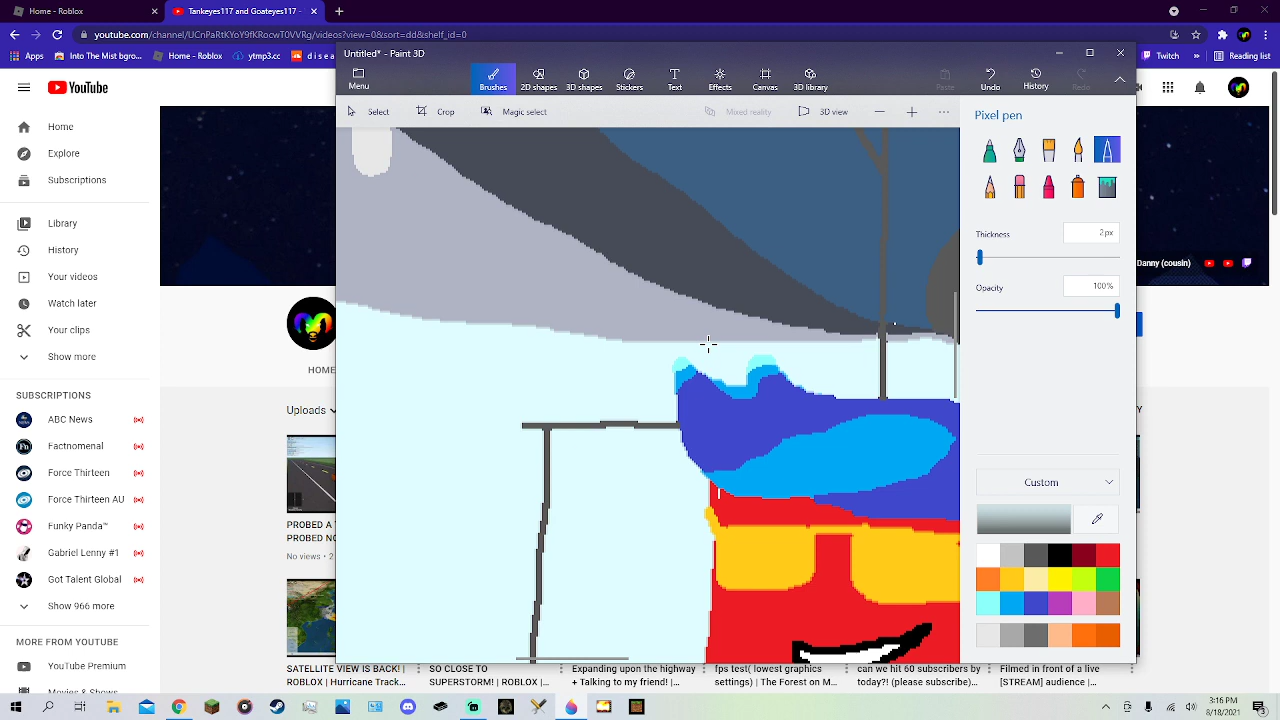 Home - Roblox
Tankeyes117 and Goateyes117 -
youtube.com/channel/UCnPaRtKYoY9fKRocwT0VRg/videos?view=0&sort=dd&shelf_id=0
Apps
Into The Mist bgro...
Home - Roblox
ytmp3.cc
d i s e a
Twitch
Reading list
YouTube
Home
Explore
Subscriptions
Library
History
Your videos
Watch later
Your clips
Show more
SUBSCRIPTIONS
ABC News
Factnomenal
Force Thirteen
Force Thirteen AU
Funky Panda™
Gabriel Lenny #1
Got Talent Global
Show 966 more
MORE FROM YOUTUBE
YouTube Premium
Danny (cousin)
HOME
Uploads
PROBED A
PROBED NO
No views • 2
SATELLITE VIEW IS BACK! |
ROBLOX | Hurricane Track...
SO CLOSE TO
SUPERSTORM! | ROBLOX |...
Expanding upon the highway
+ Talking to my friend! |...
fps test( lowest graphics
settings) | The Forest on M...
can we hit 60 subscribers by
today?! (please subscribe)...
Filmed in front of a live
[STREAM] audience |...
Untitled* - Paint 3D
Menu
Brushes
2D shapes
3D shapes
Stickers
Text
Effects
Canvas
3D library
Paste
Undo
History
Redo
Select
Crop
Magic select
Mixed reality
3D view
Pixel pen
Thickness
2px
Opacity
100%
Custom
3:16 PM
8/18/2021